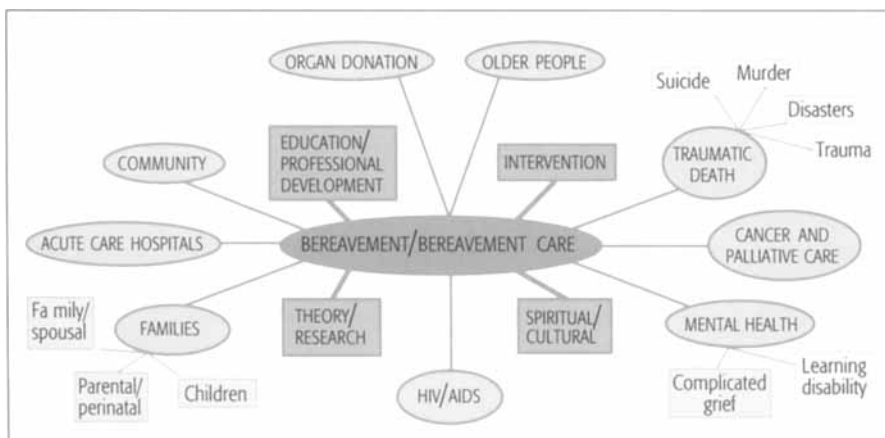 ORGAN DONATION
OLDER PEOPLE
Suicide
Murder
Disasters
Trauma
TRAUMATIC
DEATH
EDUCATION/
PROFESSIONAL
DEVELOPMENT
INTERVENTION
COMMUNITY
ACUTE CARE HOSPITALS
BEREAVEMENT/BEREAVEMENT CARE
CANCER AND
PALLIATIVE CARE
Fa mily/
spousal
FAMILIES
THEORY/
RESEARCH
SPIRITUAL/
CULTURAL
MENTAL HEALTH
Parental/
perinatal
Children
HIV/AIDS
Complicated
grief
Learning
disability